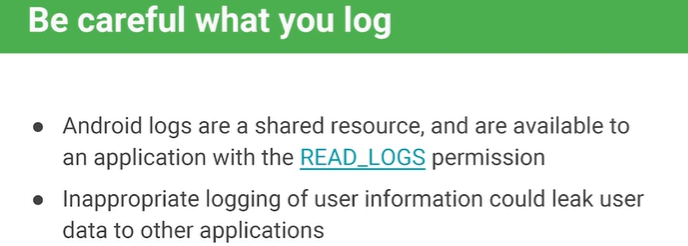 Be careful what you log
● Android logs are a shared resource, and are available to
an application with the READ_LOGS permission
● Inappropriate logging of user information could leak user
data to other applications